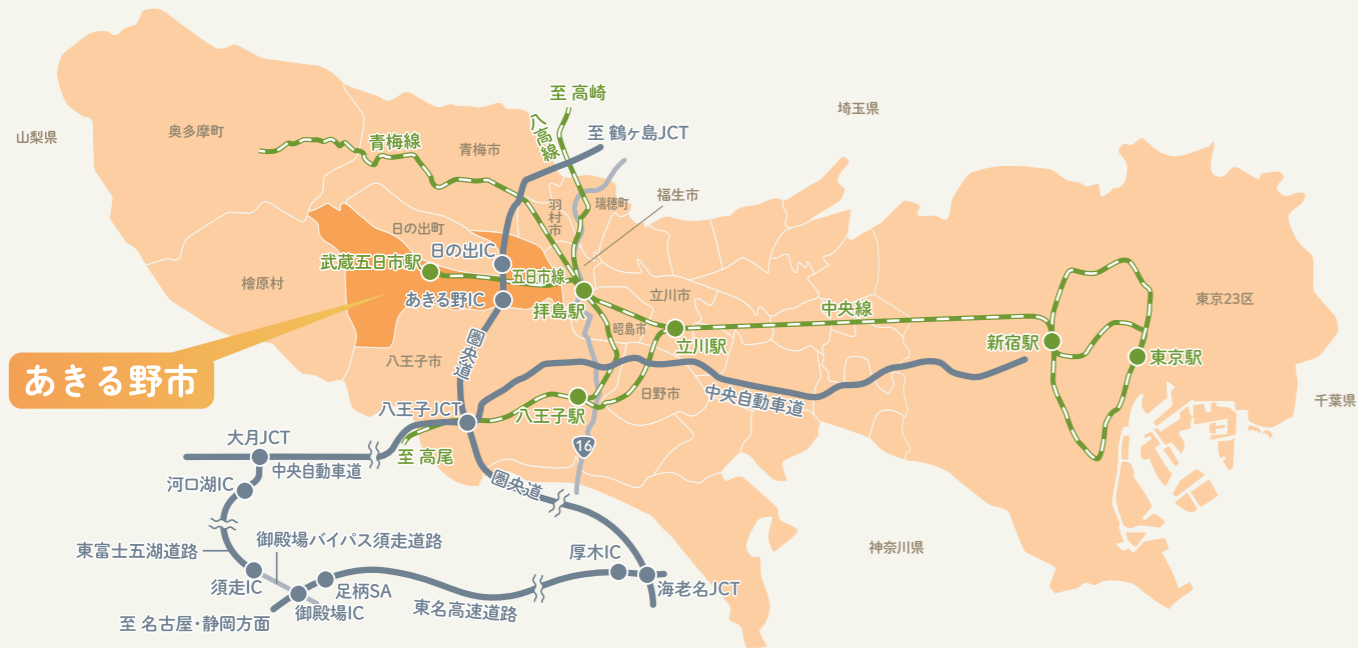 至 高崎
八高線
至 鶴ヶ島JCT
埼玉県
山梨県
奥多摩町
青梅線
青梅市
福生市
羽村市
瑞穂町
日の出町
日の出IC
武蔵五日市駅
五日市線
檜原村
あきる野IC
拝島駅
立川市
東京23区
中央線
昭島市
立川駅
新宿駅
東京駅
圏央道
八王子市
あきる野市
日野市
中央自動車道
千葉県
八王子JCT
八王子駅
16
大月JCT
至 高尾
中央自動車道
河口湖IC
圏央道
御殿場バイパス須走道路
東富士五湖道路
神奈川県
厚木IC
須走IC
足柄SA
海老名JCT
御殿場IC
東名高速道路
至 名古屋・静岡方面